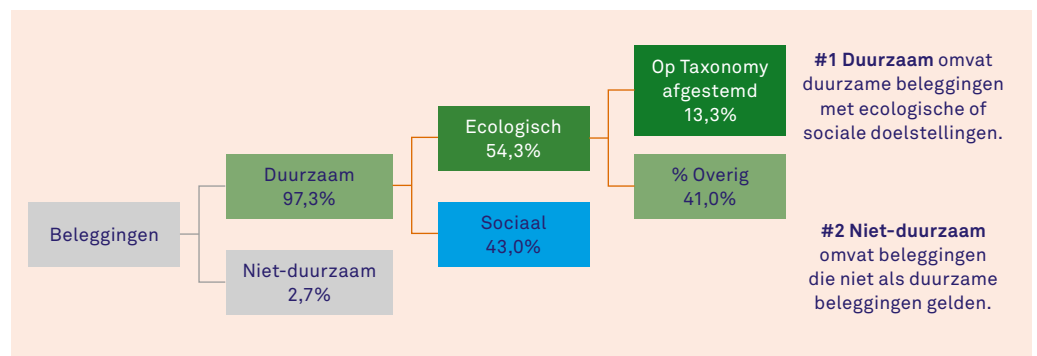 Beleggingen
Duurzaam
97,3%
Niet-duurzaam
2,7%
Ecologisch
54,3%
Sociaal
43,0%
Op Taxonomy
afgestemd
13,3%
% Overig
41,0%
#1 Duurzaam omvat
duurzame beleggingen
met ecologische of
sociale doelstellingen.
#2 Niet-duurzaam
omvat beleggingen
die niet als duurzame
beleggingen gelden.